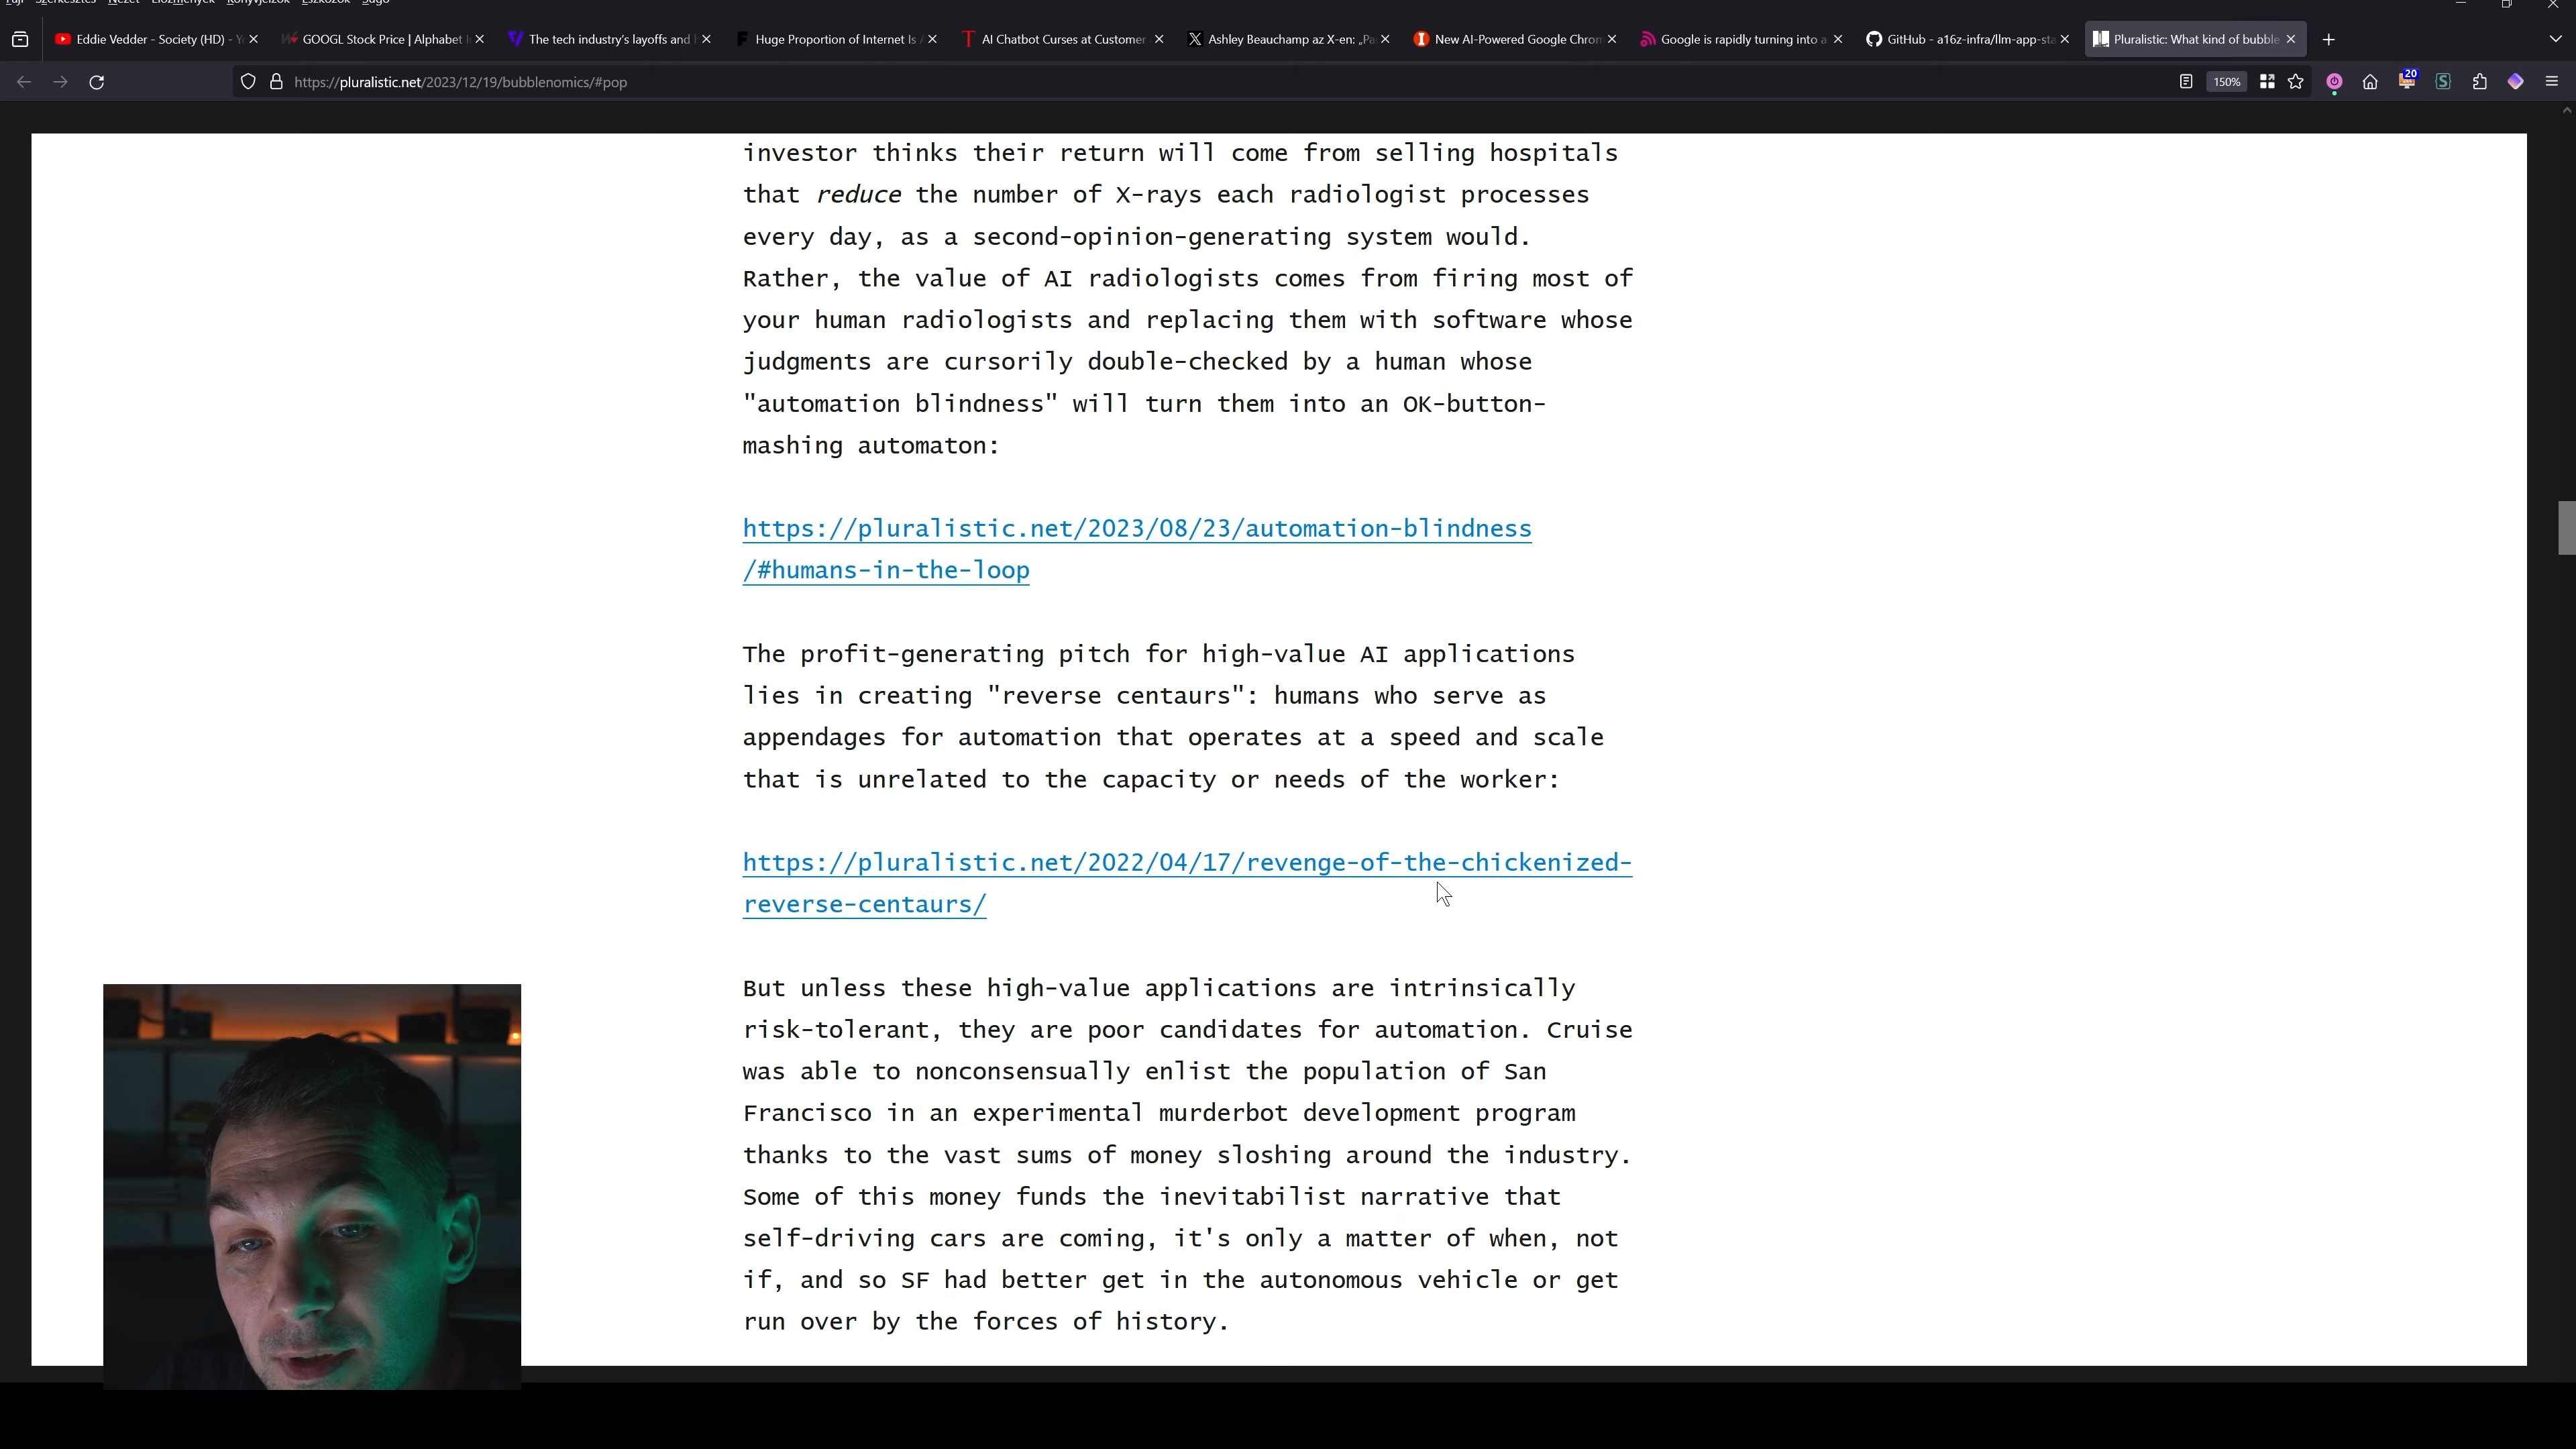 Fájl Szerkesztés Nézet Előzmények Könyvjelzők Eszközök Súgó
Eddie Vedder - Society (HD) - Yo
GOOGL Stock Price | Alphabet I
The tech industry's layoffs and
Huge Proportion of Internet Is
AI Chatbot Curses at Customer
Ashley Beauchamp az X-en: „Pa
New AI-Powered Google Chrom
Google is rapidly turning into a
GitHub - a16z-infra/llm-app-sta
Pluralistic: What kind of bubble
https://pluralistic.net/2023/12/19/bubblenomics/#pop
150%
20
investor thinks their return will come from selling hospitals
that reduce the number of X-rays each radiologist processes
every day, as a second-opinion-generating system would.
Rather, the value of AI radiologists comes from firing most of
your human radiologists and replacing them with software whose
judgments are cursorily double-checked by a human whose
"automation blindness" will turn them into an OK-button-
mashing automaton:
https://pluralistic.net/2023/08/23/automation-blindness
/#humans-in-the-loop
The profit-generating pitch for high-value AI applications
lies in creating "reverse centaurs": humans who serve as
appendages for automation that operates at a speed and scale
that is unrelated to the capacity or needs of the worker:
https://pluralistic.net/2022/04/17/revenge-of-the-chickenized-
reverse-centaurs/
But unless these high-value applications are intrinsically
risk-tolerant, they are poor candidates for automation. Cruise
was able to nonconsensually enlist the population of San
Francisco in an experimental murderbot development program
thanks to the vast sums of money sloshing around the industry.
Some of this money funds the inevitabilist narrative that
self-driving cars are coming, it's only a matter of when, not
if, and so SF had better get in the autonomous vehicle or get
run over by the forces of history.